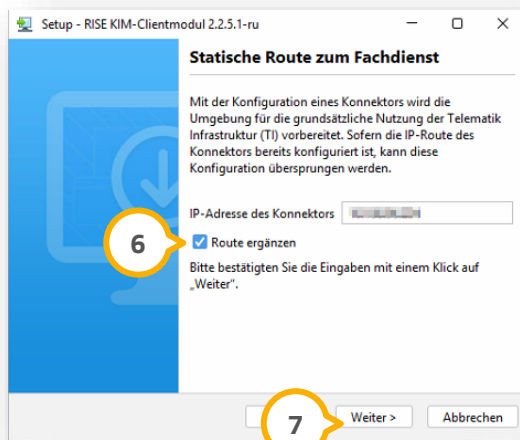 Setup - RISE KIM-Clientmodul 2.2.5.1-ru
Statische Route zum Fachdienst
Mit der Konfiguration eines Konnektors wird die
Umgebung für die grundsätzliche Nutzung der Telematik
Infrastruktur (TI) vorbereitet. Sofern die IP-Route des
Konnektors bereits konfiguriert ist, kann diese
Konfiguration übersprungen werden.
IP-Adresse des Konnektors
6
Route ergänzen
Bitte bestätigten Sie die Eingaben mit einem Klick auf
„Weiter“.
7
Weiter >
Abbrechen